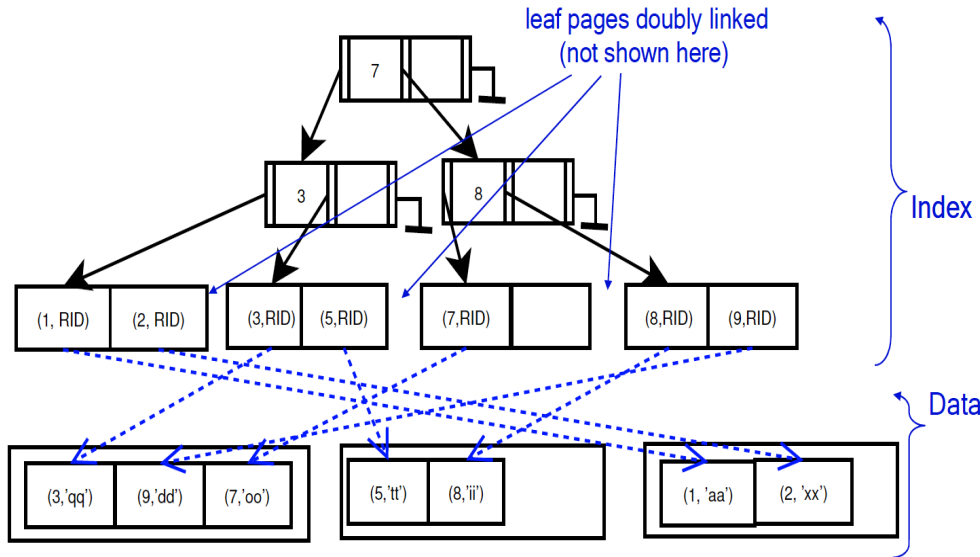 leaf pages doubly linked
(not shown here)
7
3
8
Index
(1, RID) (2, RID) (3,RID) (5,RID) (7,RID) (8,RID) (9,RID)
Data
(3,'qq') (9,'dd') (7,'oo') (5,'tt') (8,'ii') (1, 'aa') (2, 'xx')